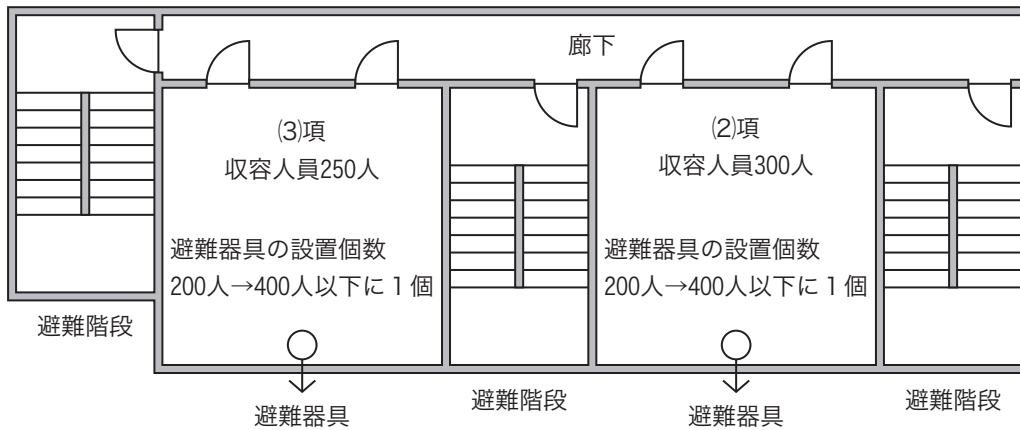 廊下
⑶項
収容人員250人
避難器具の設置個数
200人→400人以下に１個
⑵項
収容人員300人
避難器具の設置個数
200人→400人以下に１個
避難階段
避難器具
避難階段
避難器具
避難階段